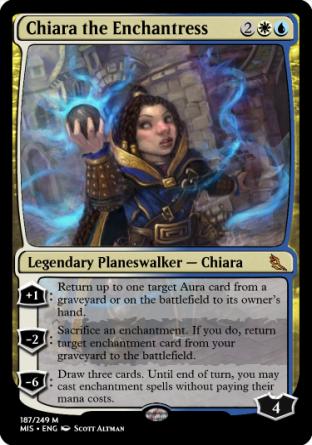 Chiara the Enchantress 2
Legendary Planeswalker — Chiara
+1: Return up to one target Aura card from a
graveyard or on the battlefield to its owner's
hand.
-2: Sacrifice an enchantment. If you do, return
target enchantment card from your
graveyard to the battlefield.
-6: Draw three cards. Until end of turn, you may
cast enchantment spells without paying their
mana costs.
4
187/249 M
MIS • ENG Scott Altman